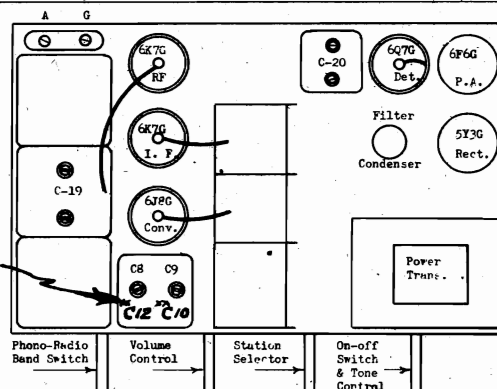 A G
6K7G
RF
C-20
6Q7G
Det.
6F6G
P.A.
6K7G
I. F.
Filter
Condenser
5Y3G
Rect.
C-19
6J8G
Conv.
C8 C9
C12 C10
Power
Trans.
Phono-Radio
Band Switch
Volume
Control
Station
Selector
On-off
Switch
& Tone
Control